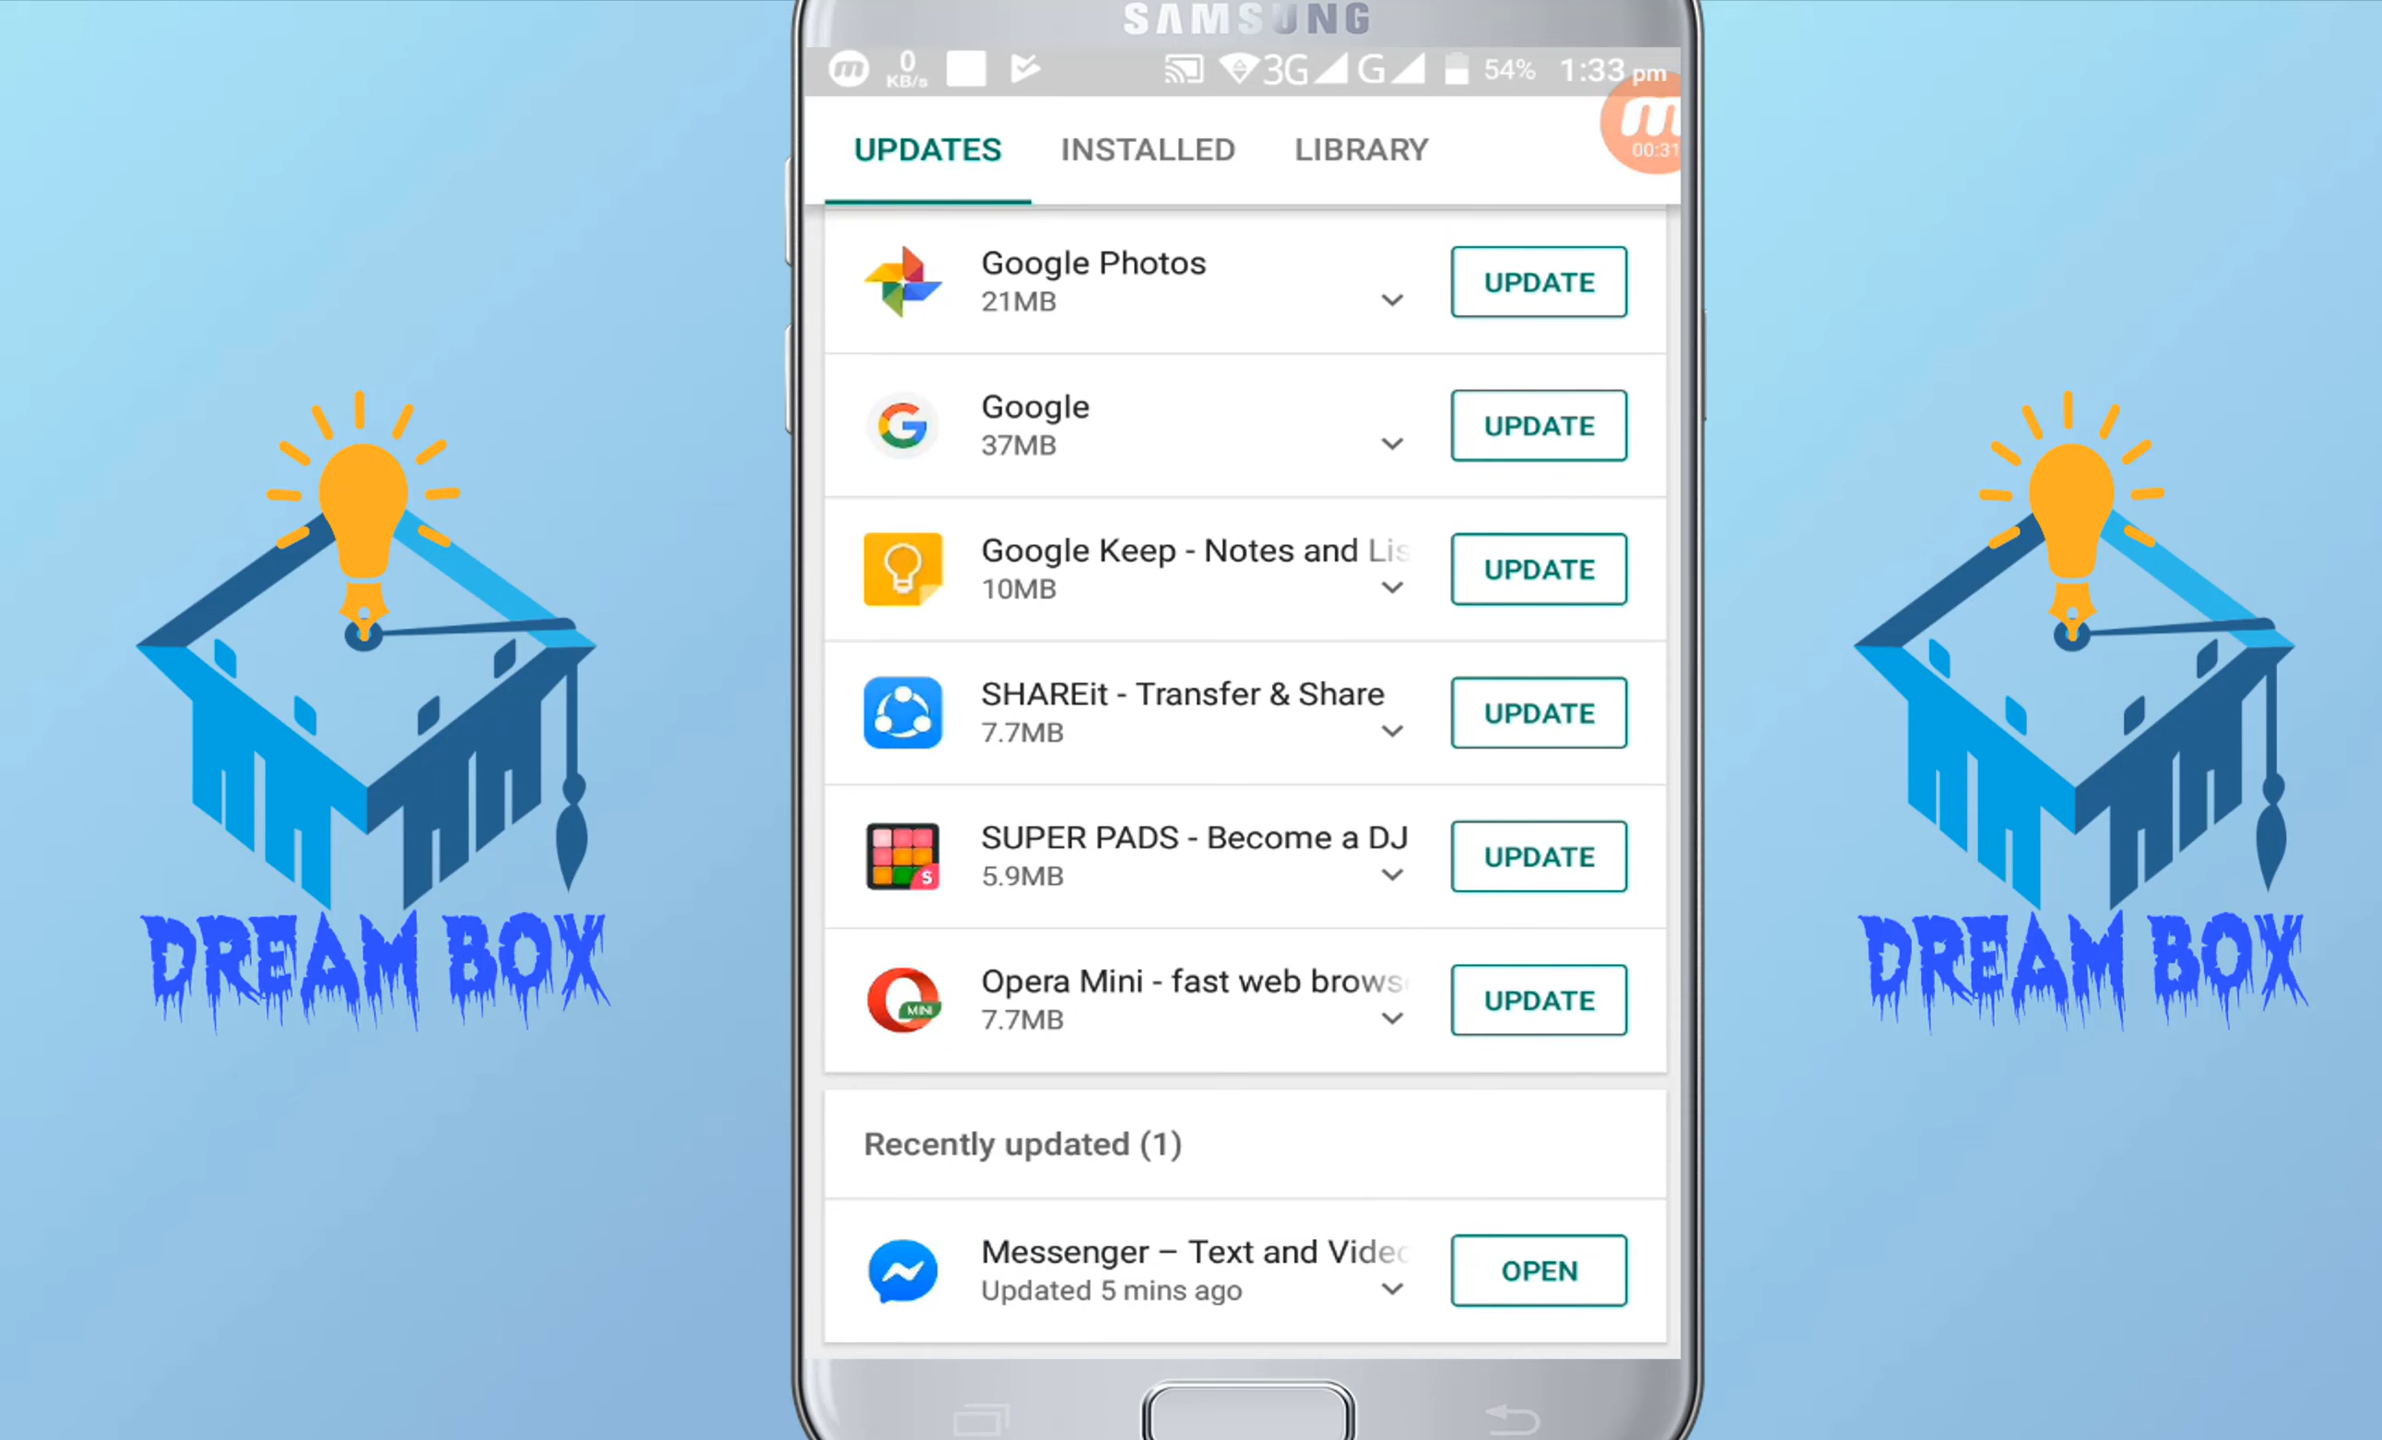 SAMSUNG
0 KB/s 3G G 54% 1:33 pm
00:31
UPDATES INSTALLED LIBRARY
Google Photos
21MB
UPDATE
Google
37MB
UPDATE
Google Keep - Notes and Lis
10MB
UPDATE
SHAREit - Transfer & Share
7.7MB
UPDATE
SUPER PADS - Become a DJ
5.9MB
UPDATE
Opera Mini - fast web brows
7.7MB
MINI
UPDATE
Recently updated (1)
Messenger – Text and Video
Updated 5 mins ago
OPEN
DREAM BOX
DREAM BOX